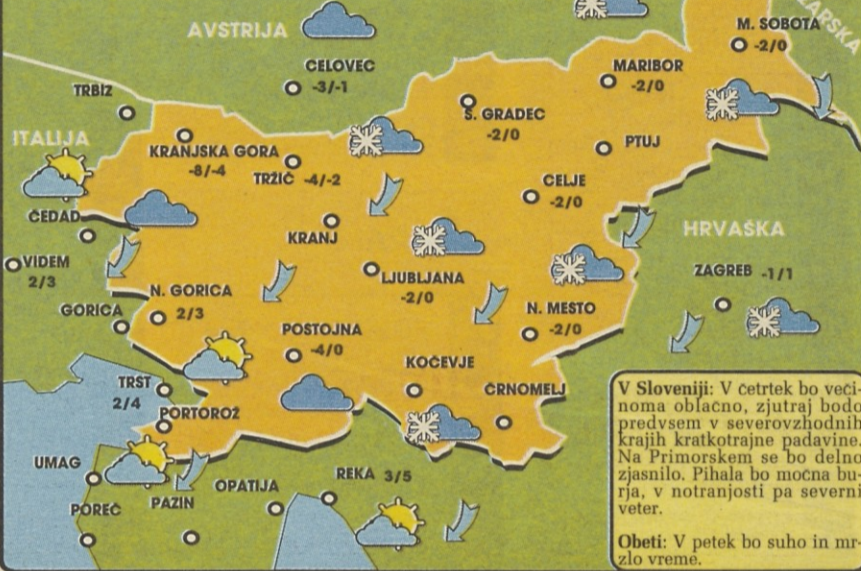 AVSTRIJA
M. SOBOTA
-2/0
CELOVEC
-3/-1
MARIBOR
-2/0
TRBIŽ
Š. GRADEC
-2/0
ITALIJA
KRANJSKA GORA
-8/-4
TRŽIČ -4/-2
PTUJ
CELJE
-2/0
ČEDAD
KRANJ
HRVAŠKA
VIDEM
2/3
LJUBLJANA
-2/0
ZAGREB -1/1
N. GORICA
2/3
GORICA
N. MESTO
-2/0
POSTOJNA
-4/0
KOČEVJE
TRST
2/4
ČRNOMELJ
PORTOROŽ
UMAG
PAZIN
OPATIJA
REKA 3/5
POREČ
V Sloveniji: V četrtek bo veči-
noma oblačno, zjutraj bodo
predvsem v severovzhodnih
krajih kratkotrajne padavine.
Na Primorskem se bo delno
zjasnilo. Pihala bo močna bu-
rja, v notranjosti pa severni
veter.
Obeti: V petek bo suho in mr-
zlo vreme.